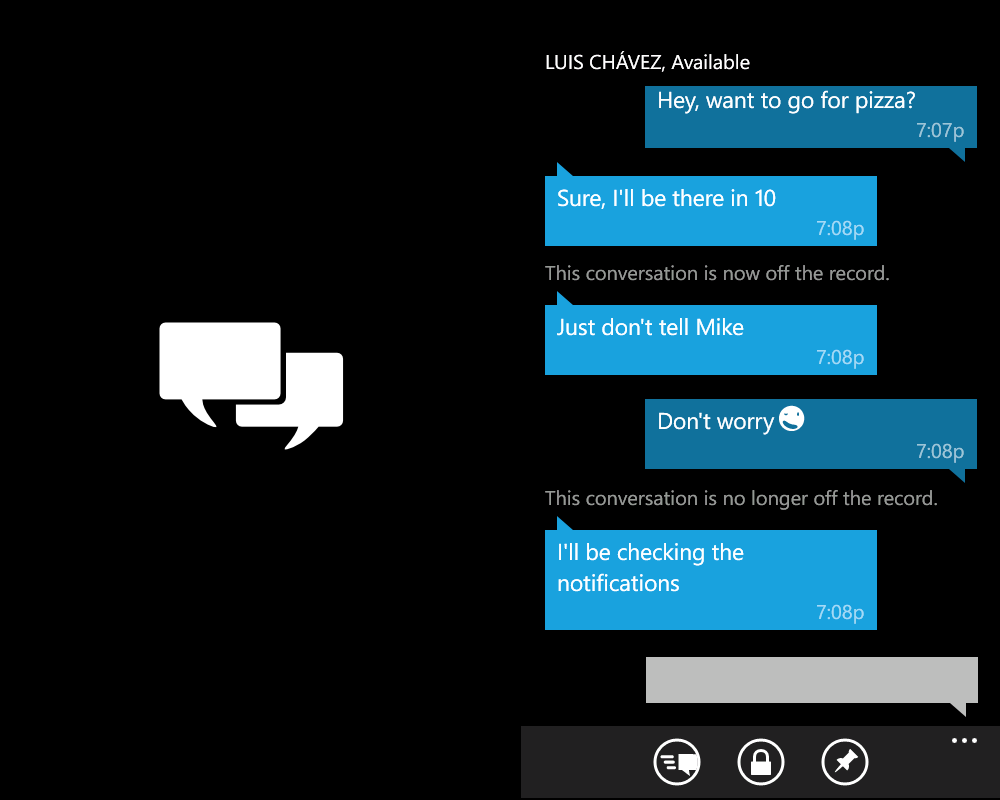 LUIS CHÁVEZ, Available
Hey, want to go for pizza?
7:07p
Sure, I'll be there in 10
7:08p
This conversation is now off the record.
Just don't tell Mike
7:08p
Don't worry
7:08p
This conversation is no longer off the record.
I'll be checking the
notifications
7:08p